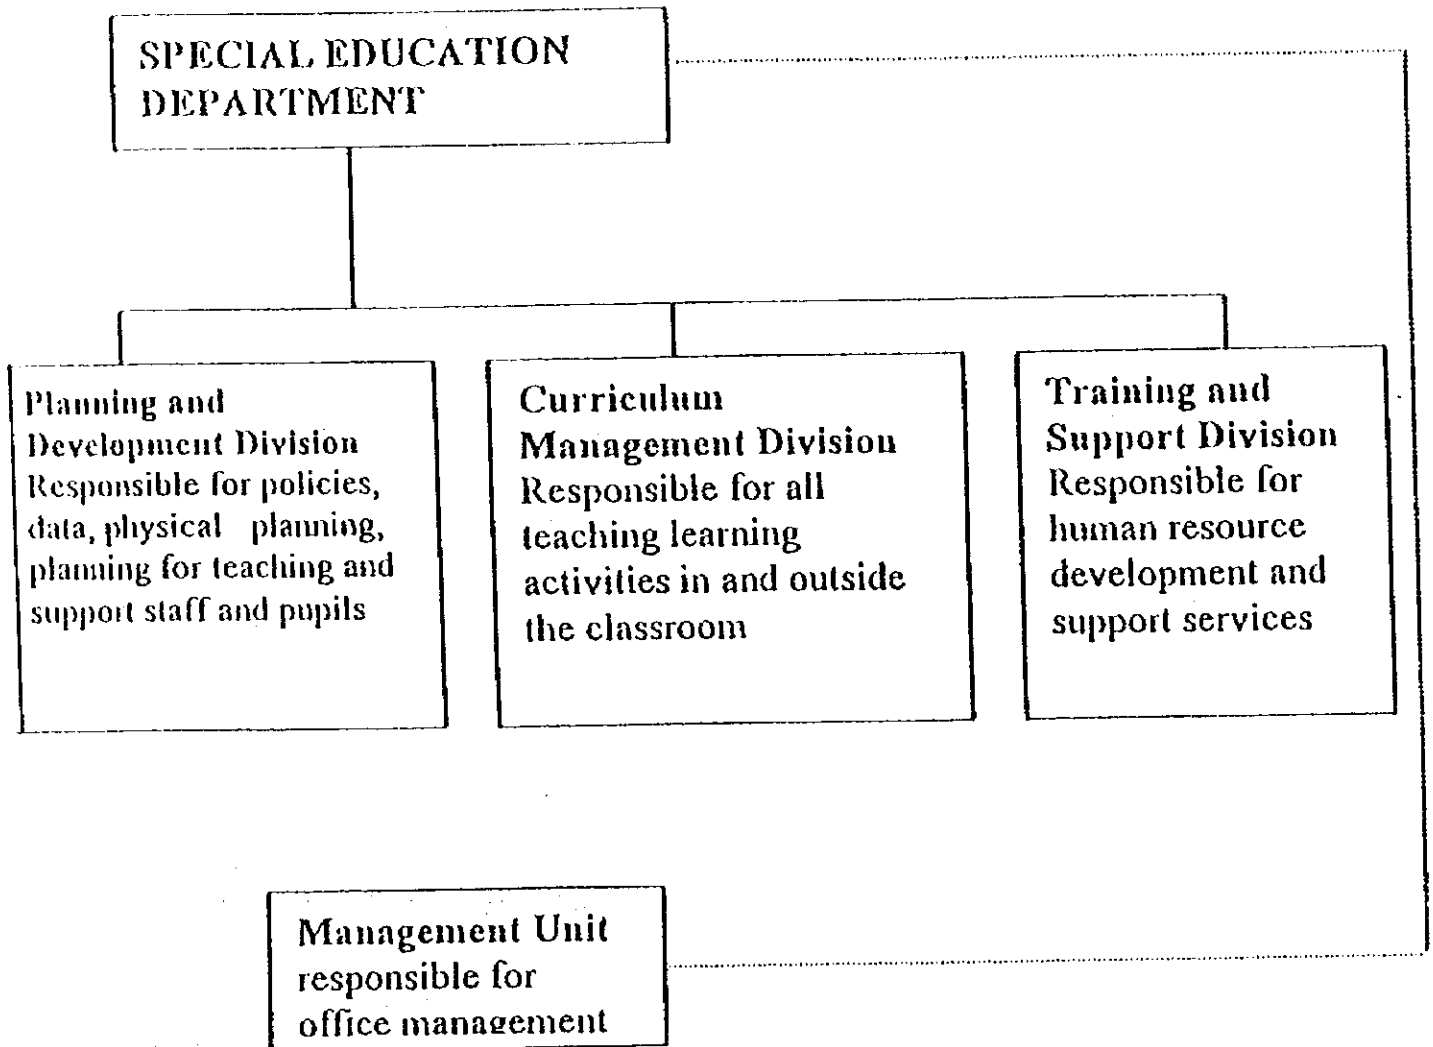 SPECIAL EDUCATION
DEPARTMENT
Planning and
Development Division
Responsible for policies,
data, physical planning,
planning for teaching and
support staff and pupils
Curriculum
Management Division
Responsible for all
teaching learning
activities in and outside
the classroom
Training and
Support Division
Responsible for
human resource
development and
support services
Management Unit
responsible for
office management